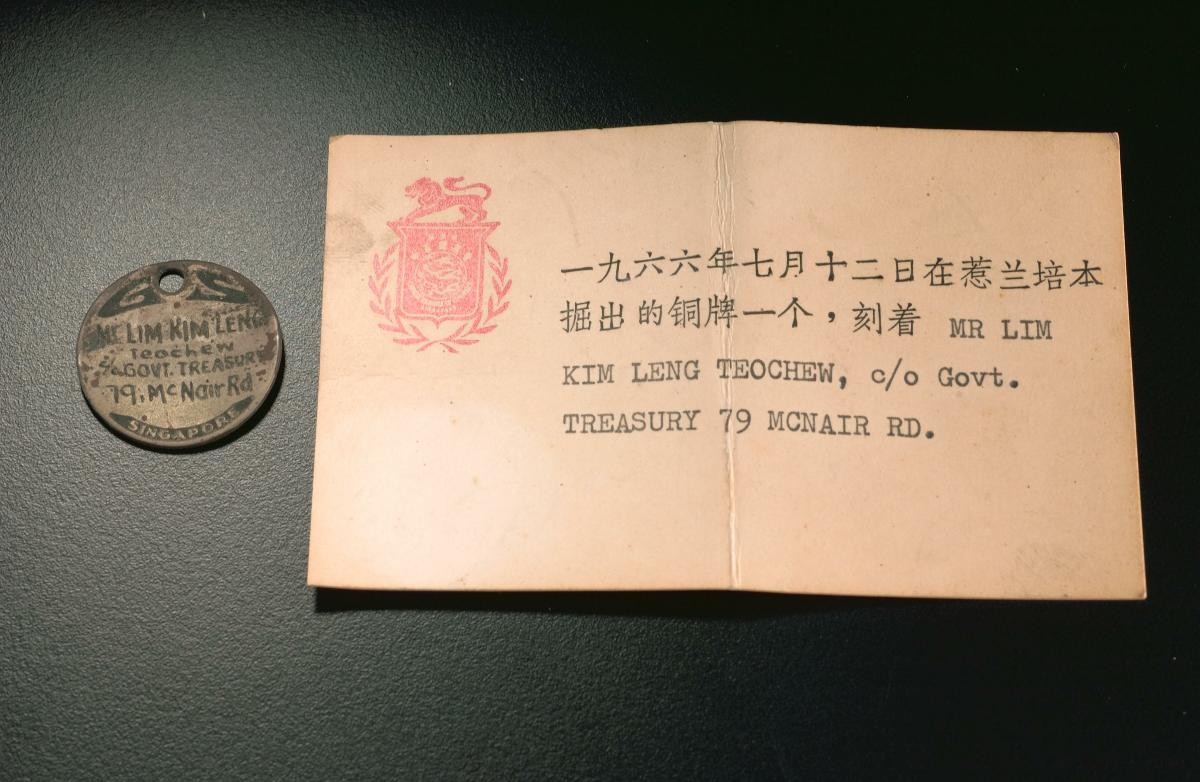 Mr LIM KIM LENG
Teochew
c/o GOVT. TREASURY
79, McNair Rd
SINGAPORE
一九六六年七月十二日在惹兰培本
掘出的铜牌一个，刻着 MR LIM
KIM LENG TEOCHEW, c/o Govt.
TREASURY 79 MCNAIR RD.